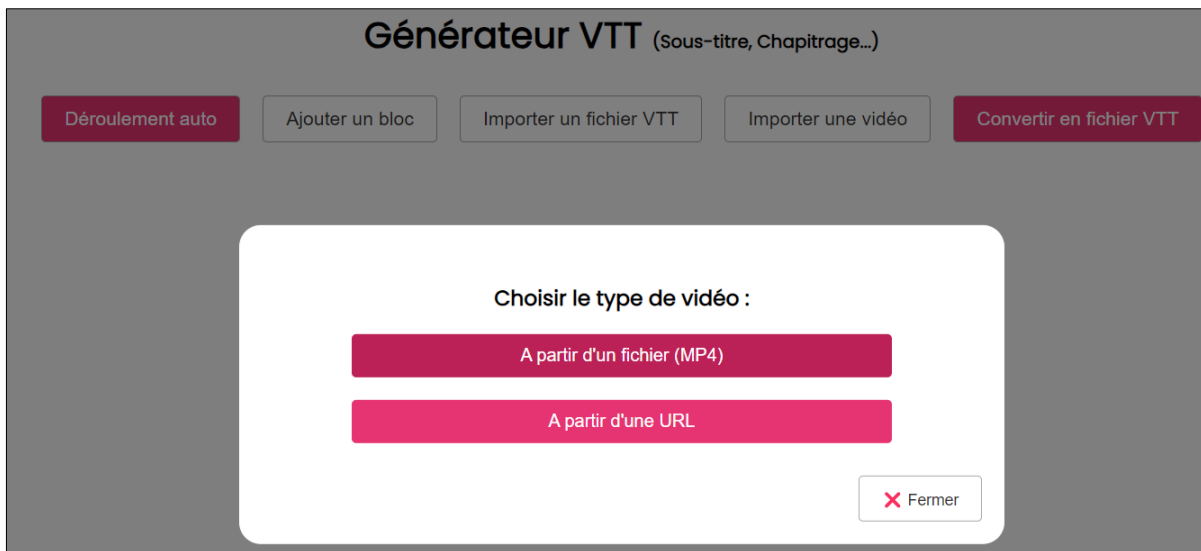 Générateur VTT (Sous-titre, Chapitrage...)
Déroulement auto Ajouter un bloc Importer un fichier VTT Importer une vidéo Convertir en fichier VTT
Choisir le type de vidéo :
A partir d'un fichier (MP4)
A partir d'une URL
Fermer